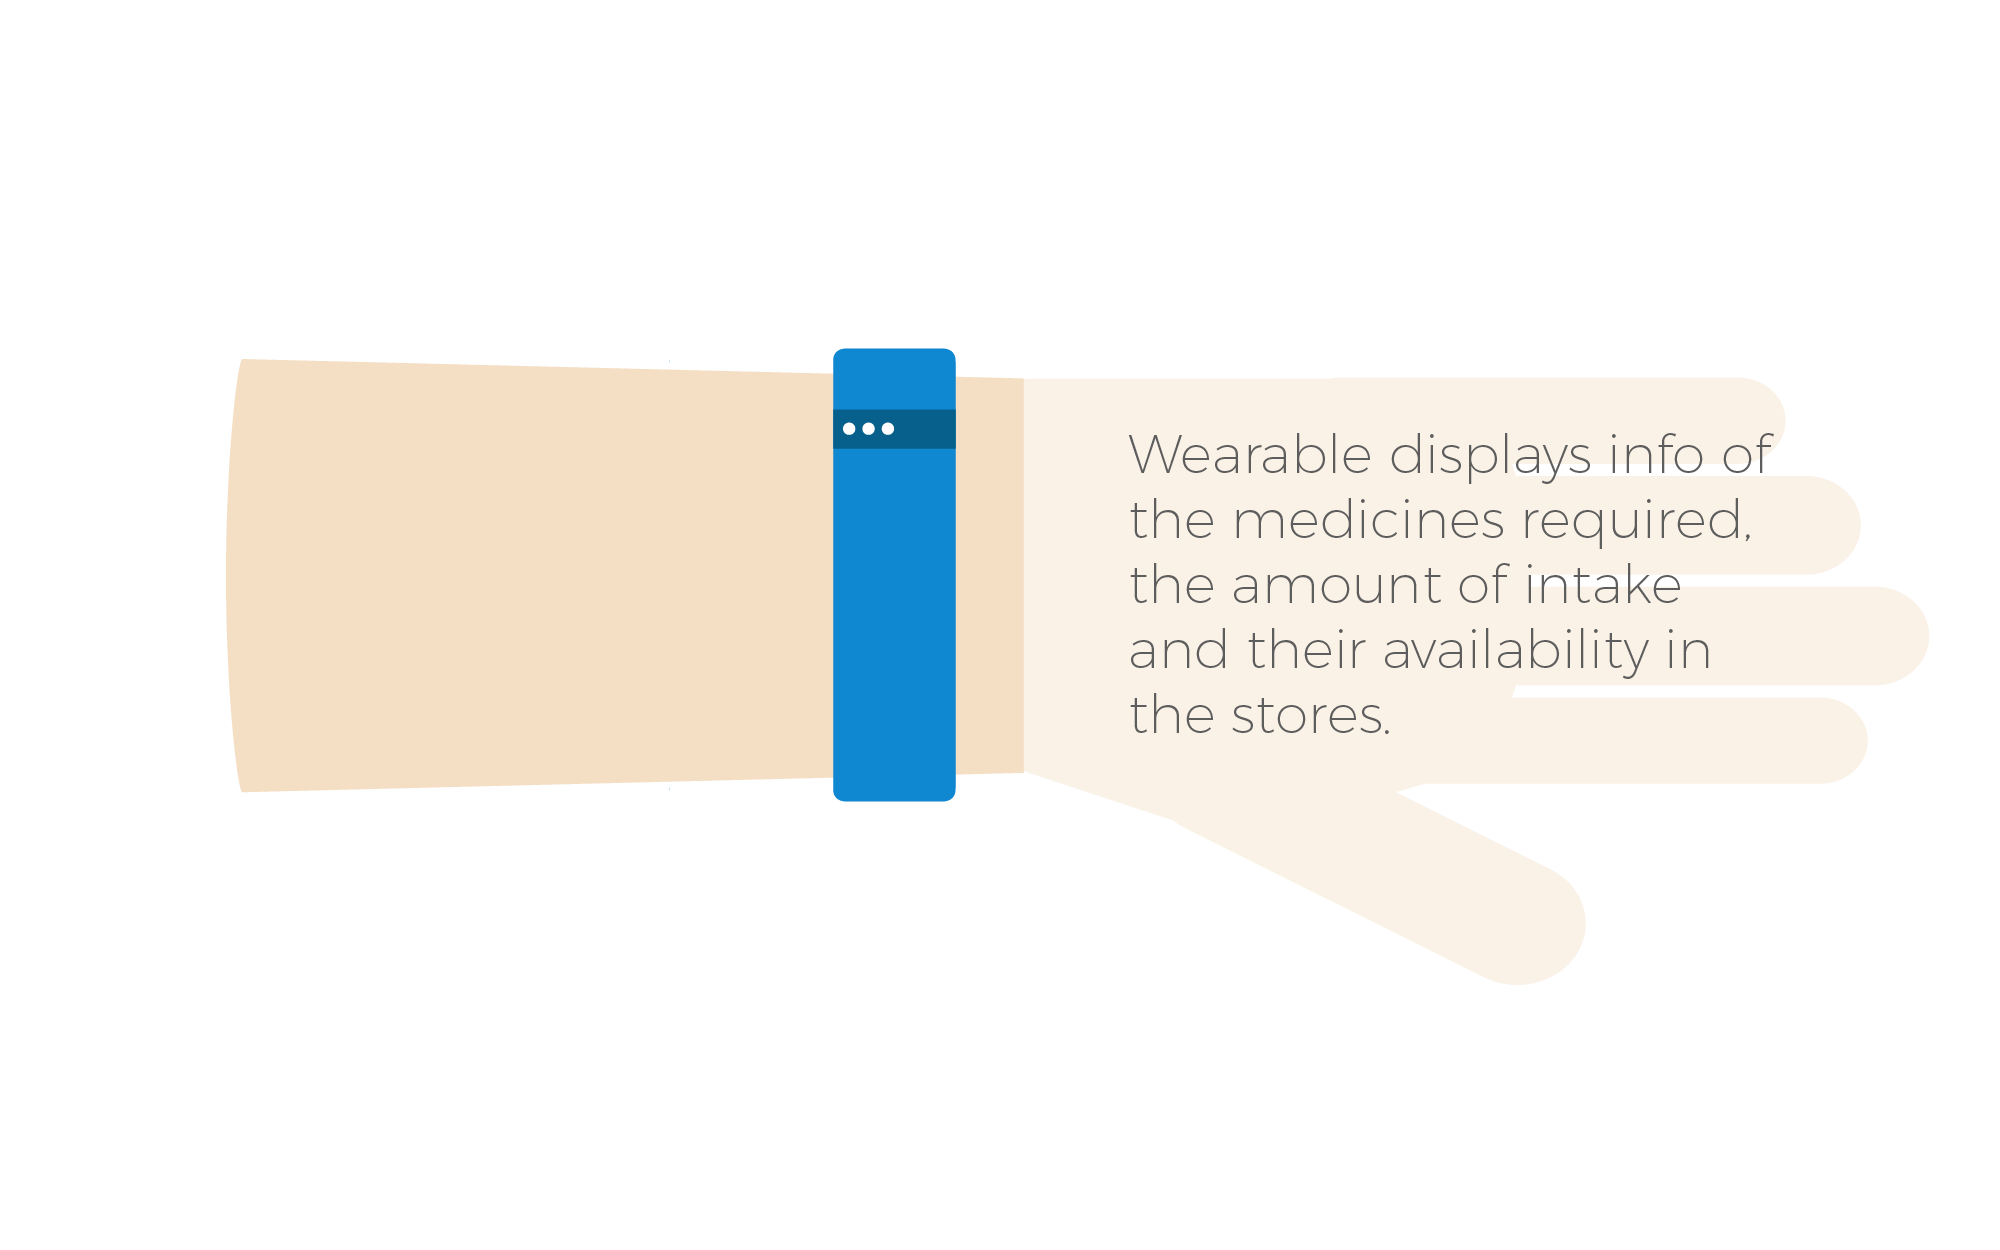 Wearable displays info of
the medicines required,
the amount of intake
and their availability in
the stores.